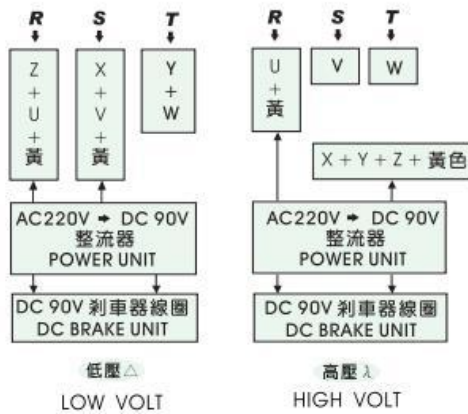 R S T
Z + U + 黃
X + V + 黃
Y + W
AC220V ➡ DC 90V
整流器
POWER UNIT
DC 90V 剎車器線圈
DC BRAKE UNIT
低壓△
LOW VOLT
R S T
U + 黃
V
W
X + Y + Z + 黃色
AC220V ➡ DC 90V
整流器
POWER UNIT
DC 90V 剎車器線圈
DC BRAKE UNIT
高壓 λ
HIGH VOLT